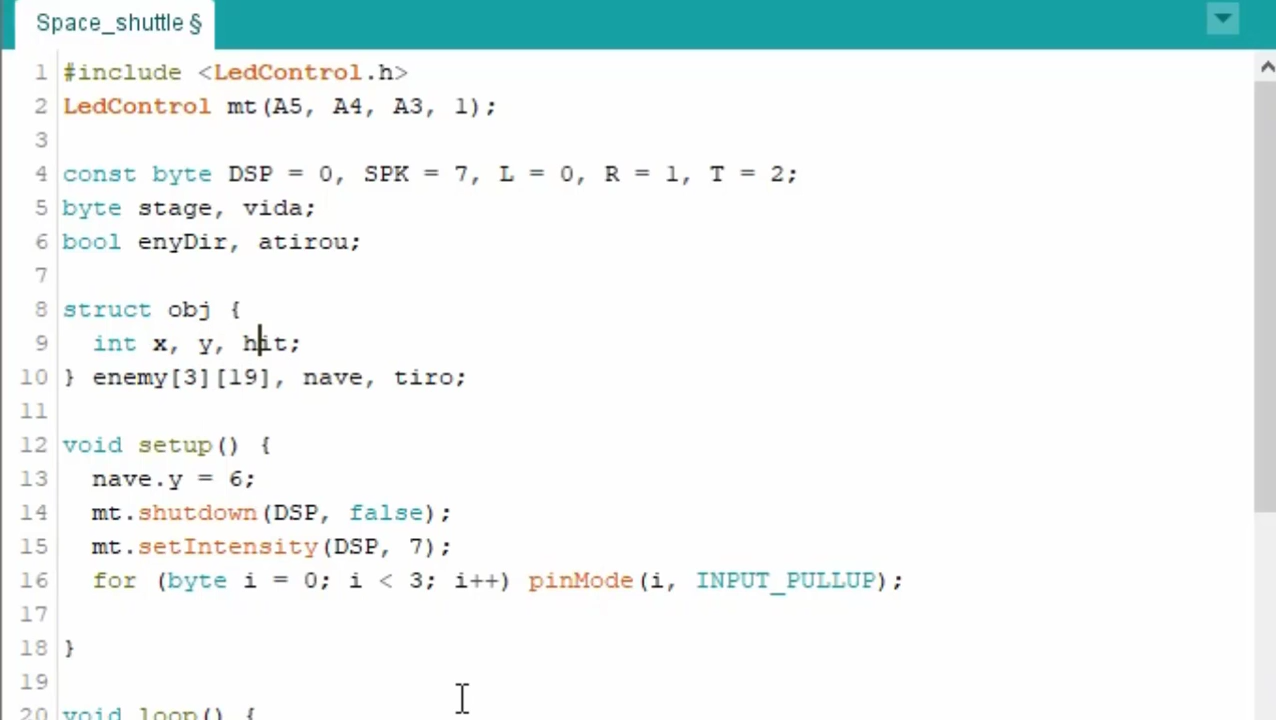 Space_shuttle §
1 #include <LedControl.h>
2 LedControl mt(A5, A4, A3, 1);
3
4 const byte DSP = 0, SPK = 7, L = 0, R = 1, T = 2;
5 byte stage, vida;
6 bool enyDir, atirou;
7
8 struct obj {
9   int x, y, hit;
10 } enemy[3][19], nave, tiro;
11
12 void setup() {
13   nave.y = 6;
14   mt.shutdown(DSP, false);
15   mt.setIntensity(DSP, 7);
16   for (byte i = 0; i < 3; i++) pinMode(i, INPUT_PULLUP);
17
18 }
19
20 void loop() {